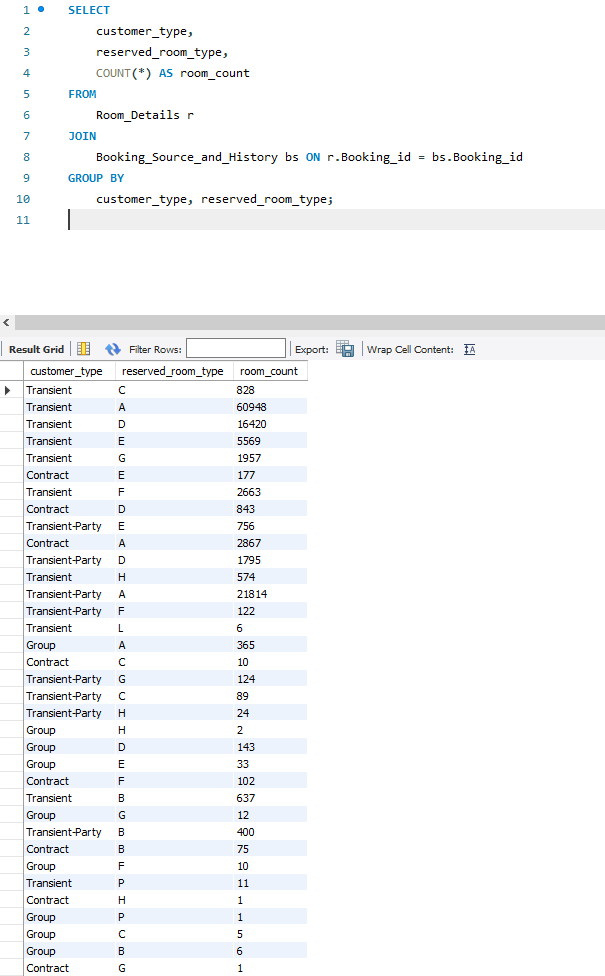 1 SELECT
2 customer_type,
3 reserved_room_type,
4 COUNT(*) AS room_count
5 FROM
6 Room_Details r
7 JOIN
8 Booking_Source_and_History bs ON r.Booking_id = bs.Booking_id
9 GROUP BY
10 customer_type, reserved_room_type;
11
Result Grid Filter Rows: Export: Wrap Cell Content:
customer_type reserved_room_type room_count
Transient C 828
Transient A 60948
Transient D 16420
Transient E 5569
Transient G 1957
Contract E 177
Transient F 2663
Contract D 843
Transient-Party E 756
Contract A 2867
Transient-Party D 1795
Transient H 574
Transient-Party A 21814
Transient-Party F 122
Transient L 6
Group A 365
Contract C 10
Transient-Party G 124
Transient-Party C 89
Transient-Party H 24
Group H 2
Group D 143
Group E 33
Contract F 102
Transient B 637
Group G 12
Transient-Party B 400
Contract B 75
Group F 10
Transient P 11
Contract H 1
Group P 1
Group C 5
Group B 6
Contract G 1